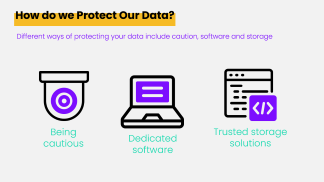 How do we Protect Our Data?
Different ways of protecting your data include caution, software and storage
Being
cautious
Dedicated
software
Trusted storage
solutions